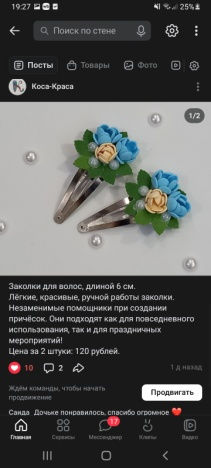 19:27
25%
Поиск по стене
Посты Товары Фото
Коса-Краса
1/2
Заколки для волос, длиной 6 см.
Лёгкие, красивые, ручной работы заколки.
Незаменимые помощники при создании
причёсок. Они подходят как для повседневного
использования, так и для праздничных
мероприятий!
Цена за 2 штуки: 120 рублей.
10 2 1 д назад
Ждём команды, чтобы начать
продвижение
Продвигать
Саида Дочьке понравилось, спасибо огромное
17
Главная Сервисы Мессенджер Клипы Видео